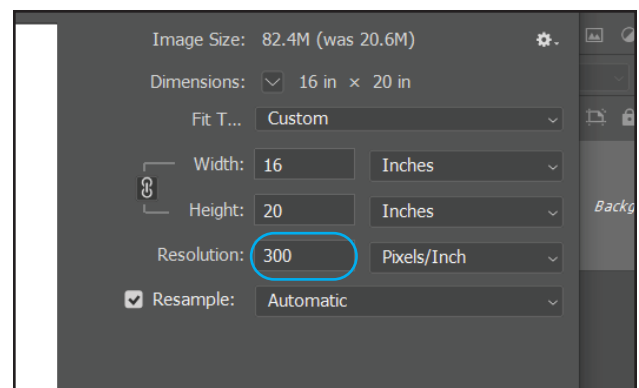 Image Size: 82.4M (was 20.6M)
Dimensions: 16 in × 20 in
Fit T... Custom
Width: 16 Inches
Height: 20 Inches
Backg
Resolution: 300 Pixels/Inch
Resample: Automatic